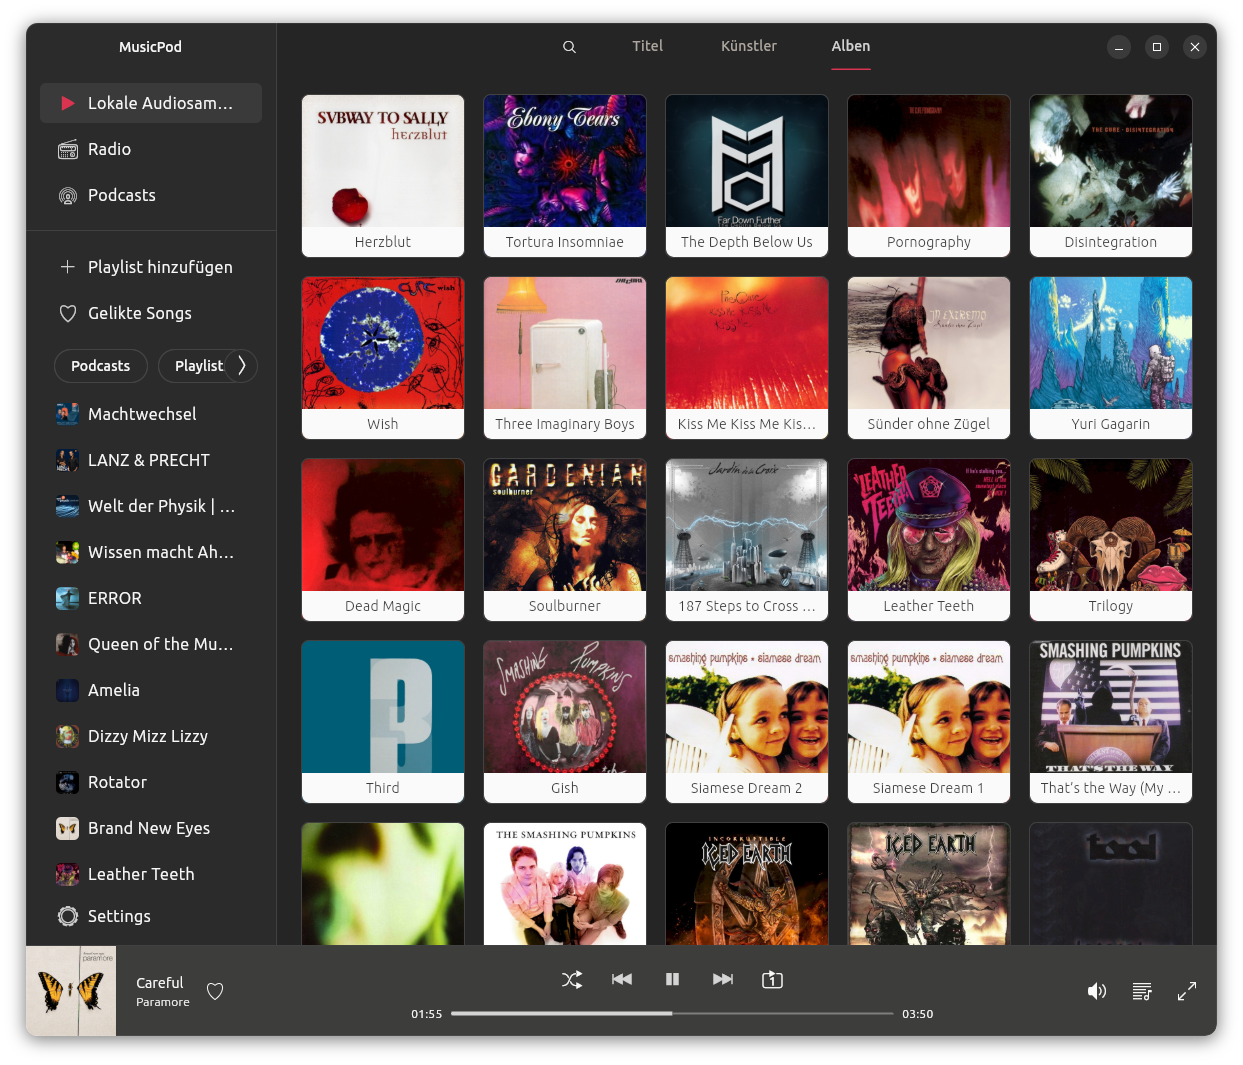 MusicPod
Titel
Künstler
Alben
Lokale Audiosam…
Radio
Podcasts
Playlist hinzufügen
Gelikte Songs
Podcasts
Playlist
Machtwechsel
LANZ & PRECHT
Welt der Physik | …
Wissen macht Ah…
ERROR
Queen of the Mu…
Amelia
Dizzy Mizz Lizzy
Rotator
Brand New Eyes
Leather Teeth
Settings
SVBWAY TO SALLY
herzblut
Herzblut
Ebony Tears
Tortura Insomniae
Far Down Further
The Depth Below Us
Pornography
THE CURE · DISINTEGRATION
Disintegration
wish
Wish
Three Imaginary Boys
Kiss Me Kiss Me Kis…
IN EXTREMO
Sünder ohne Zügel
Yuri Gagarin
Dead Magic
GARDENIAN
soulburner
Soulburner
Jardín de la Croix
187 Steps to Cross …
LEATHER
TEETH
Leather Teeth
Trilogy
3
Third
SMASHING PUMPKINS
Gish
smashing pumpkins * siamese dream
Siamese Dream 2
smashing pumpkins * siamese dream
Siamese Dream 1
SMASHING PUMPKINS
THAT'S THE WAY
That's the Way (My …
THE SMASHING PUMPKINS
INCORRUPTIBLE
ICED EARTH
ICED EARTH
tool
paramore
Careful
Paramore
1
01:55
03:50